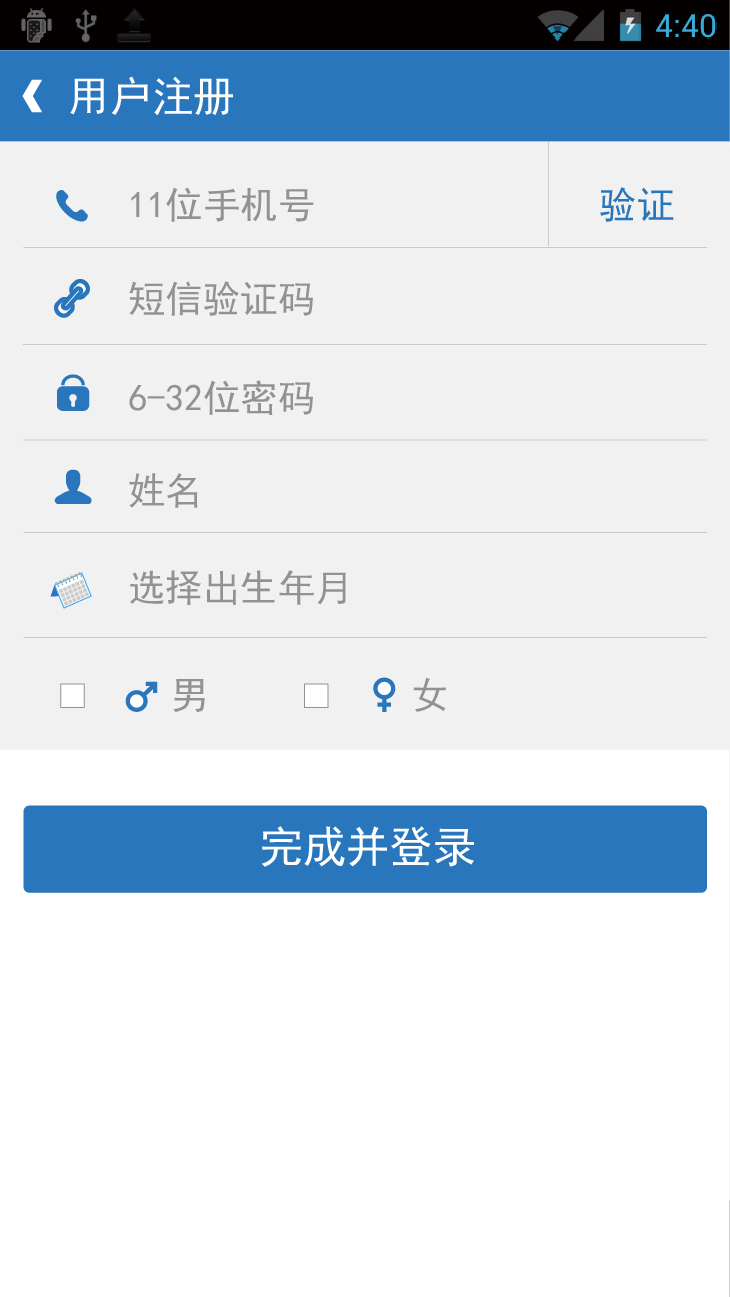 4:40
用户注册
11位手机号
验证
短信验证码
6-32位密码
姓名
选择出生年月
男 女
完成并登录